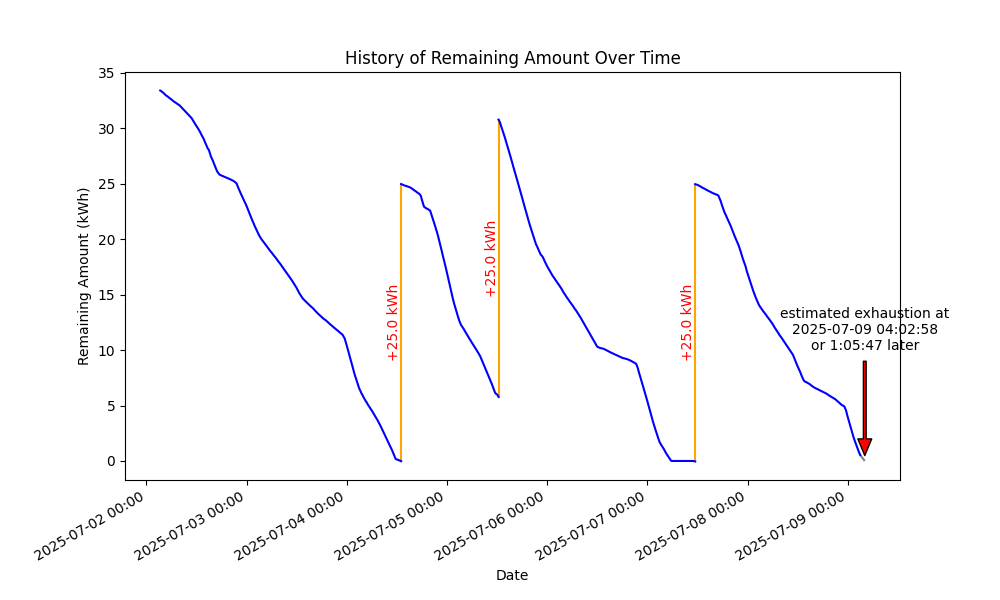 History of Remaining Amount Over Time
Remaining Amount (kWh)
35
30
25
20
15
10
5
0
+25.0 kWh
+25.0 kWh
+25.0 kWh
estimated exhaustion at
2025-07-09 04:02:58
or 1:05:47 later
2025-07-02 00:00
2025-07-03 00:00
2025-07-04 00:00
2025-07-05 00:00
2025-07-06 00:00
2025-07-07 00:00
2025-07-08 00:00
2025-07-09 00:00
Date